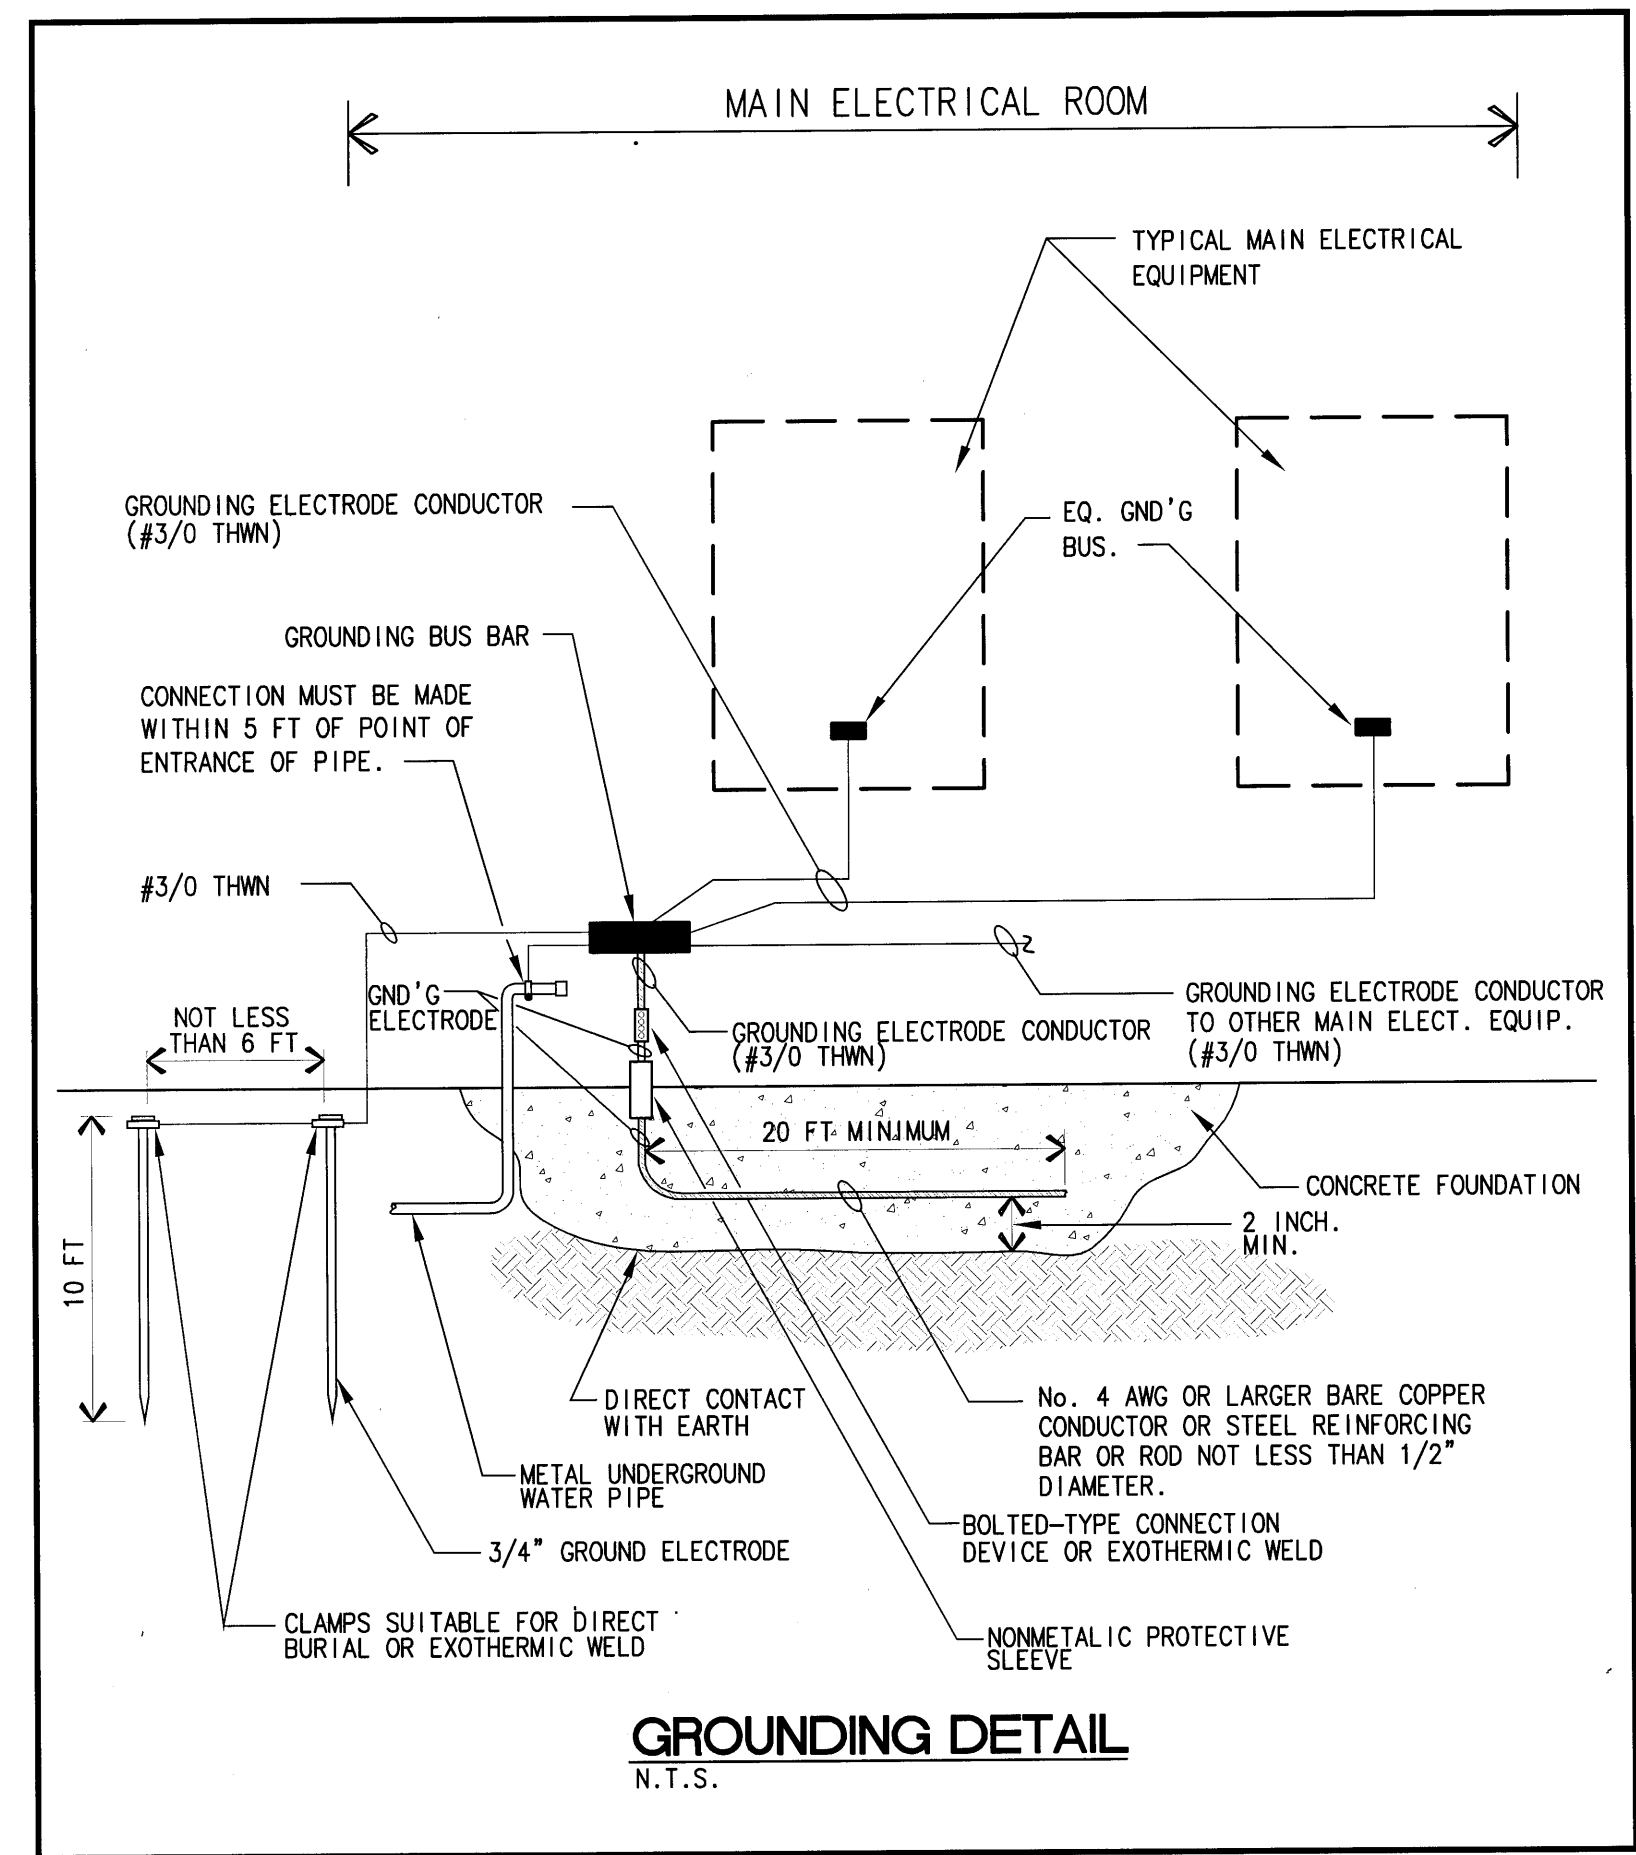 MAIN ELECTRICAL ROOM
TYPICAL MAIN ELECTRICAL
EQUIPMENT
GROUNDING ELECTRODE CONDUCTOR
(#3/0 THWN)
EQ. GND'G
BUS.
GROUNDING BUS BAR
CONNECTION MUST BE MADE
WITHIN 5 FT OF POINT OF
ENTRANCE OF PIPE.
#3/0 THWN
GND'G
ELECTRODE
NOT LESS
THAN 6 FT
GROUNDING ELECTRODE CONDUCTOR
(#3/0 THWN)
GROUNDING ELECTRODE CONDUCTOR
TO OTHER MAIN ELECT. EQUIP.
(#3/0 THWN)
20 FT MINIMUM
CONCRETE FOUNDATION
2 INCH.
MIN.
10 FT
DIRECT CONTACT
WITH EARTH
No. 4 AWG OR LARGER BARE COPPER
CONDUCTOR OR STEEL REINFORCING
BAR OR ROD NOT LESS THAN 1/2"
DIAMETER.
METAL UNDERGROUND
WATER PIPE
BOLTED-TYPE CONNECTION
DEVICE OR EXOTHERMIC WELD
3/4" GROUND ELECTRODE
CLAMPS SUITABLE FOR DIRECT
BURIAL OR EXOTHERMIC WELD
NONMETALIC PROTECTIVE
SLEEVE
GROUNDING DETAIL
N.T.S.